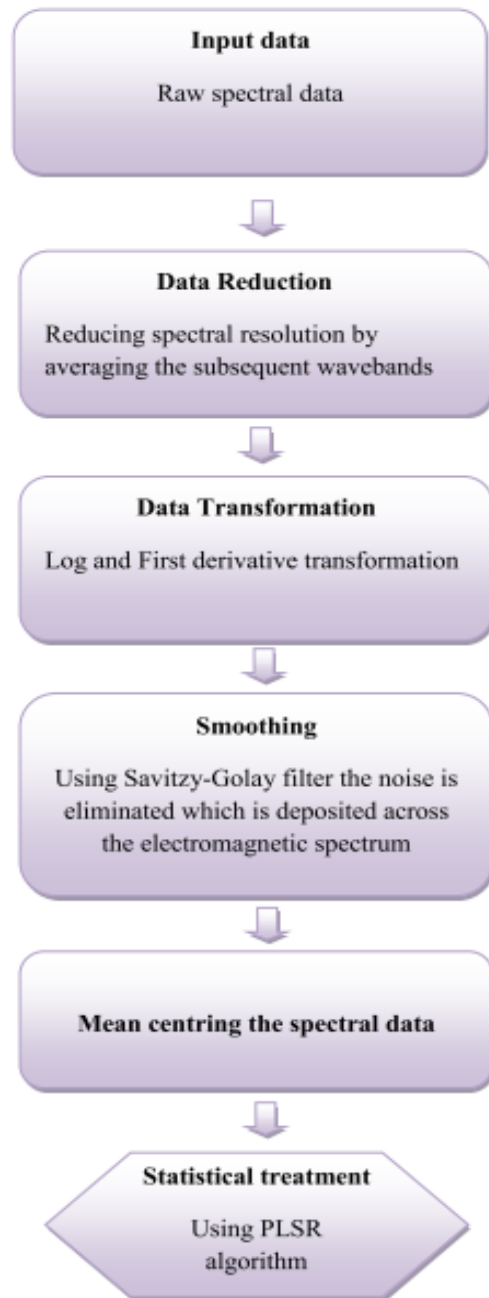 Input data
Raw spectral data
Data Reduction
Reducing spectral resolution by
averaging the subsequent wavebands
Data Transformation
Log and First derivative transformation
Smoothing
Using Savitzy-Golay filter the noise is
eliminated which is deposited across
the electromagnetic spectrum
Mean centring the spectral data
Statistical treatment
Using PLSR
algorithm